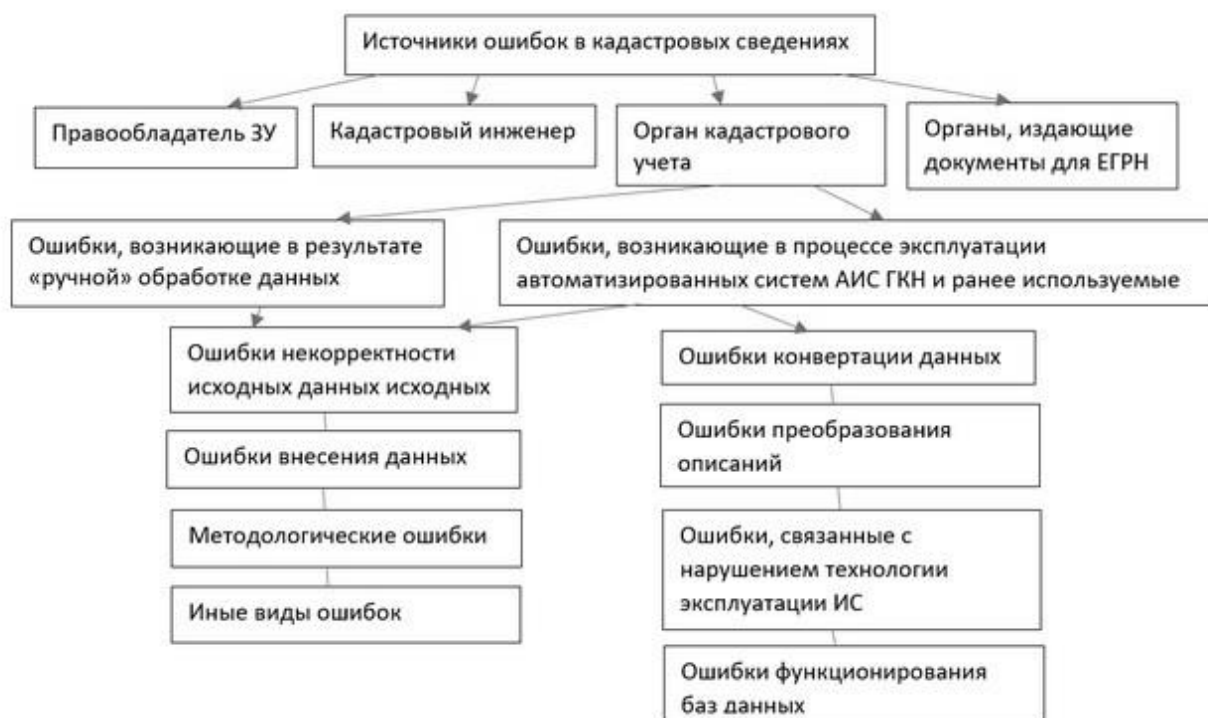 Источники ошибок в кадастровых сведениях
Правообладатель ЗУ
Кадастровый инженер
Орган кадастрового
учета
Органы, издающие
документы для ЕГРН
Ошибки, возникающие в результате
«ручной» обработке данных
Ошибки, возникающие в процессе эксплуатации
автоматизированных систем АИС ГКН и ранее используемые
Ошибки некорректности
исходных данных исходных
Ошибки внесения данных
Методологические ошибки
Иные виды ошибок
Ошибки конвертации данных
Ошибки преобразования
описаний
Ошибки, связанные с
нарушением технологии
эксплуатации ИС
Ошибки функционирования
баз данных